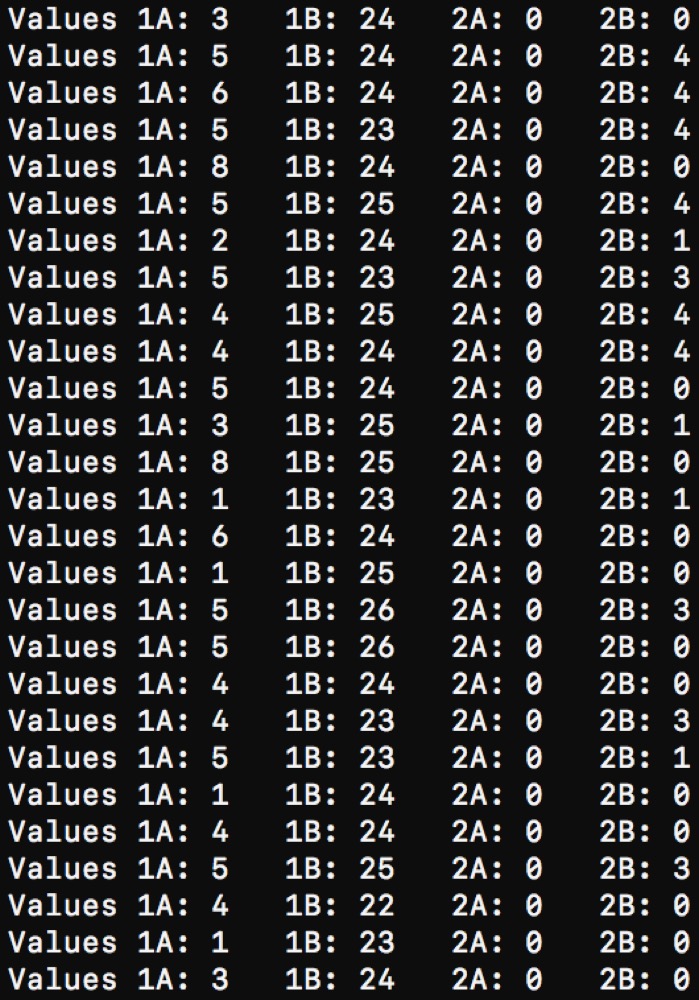 Values 1A: 3   1B: 24   2A: 0   2B: 0
Values 1A: 5   1B: 24   2A: 0   2B: 4
Values 1A: 6   1B: 24   2A: 0   2B: 4
Values 1A: 5   1B: 23   2A: 0   2B: 4
Values 1A: 8   1B: 24   2A: 0   2B: 0
Values 1A: 5   1B: 25   2A: 0   2B: 4
Values 1A: 2   1B: 24   2A: 0   2B: 1
Values 1A: 5   1B: 23   2A: 0   2B: 3
Values 1A: 4   1B: 25   2A: 0   2B: 4
Values 1A: 4   1B: 24   2A: 0   2B: 4
Values 1A: 5   1B: 24   2A: 0   2B: 0
Values 1A: 3   1B: 25   2A: 0   2B: 1
Values 1A: 8   1B: 25   2A: 0   2B: 0
Values 1A: 1   1B: 23   2A: 0   2B: 1
Values 1A: 6   1B: 24   2A: 0   2B: 0
Values 1A: 1   1B: 25   2A: 0   2B: 0
Values 1A: 5   1B: 26   2A: 0   2B: 3
Values 1A: 5   1B: 26   2A: 0   2B: 0
Values 1A: 4   1B: 24   2A: 0   2B: 0
Values 1A: 4   1B: 23   2A: 0   2B: 3
Values 1A: 5   1B: 23   2A: 0   2B: 1
Values 1A: 1   1B: 24   2A: 0   2B: 0
Values 1A: 4   1B: 24   2A: 0   2B: 0
Values 1A: 5   1B: 25   2A: 0   2B: 3
Values 1A: 4   1B: 22   2A: 0   2B: 0
Values 1A: 1   1B: 23   2A: 0   2B: 0
Values 1A: 3   1B: 24   2A: 0   2B: 0